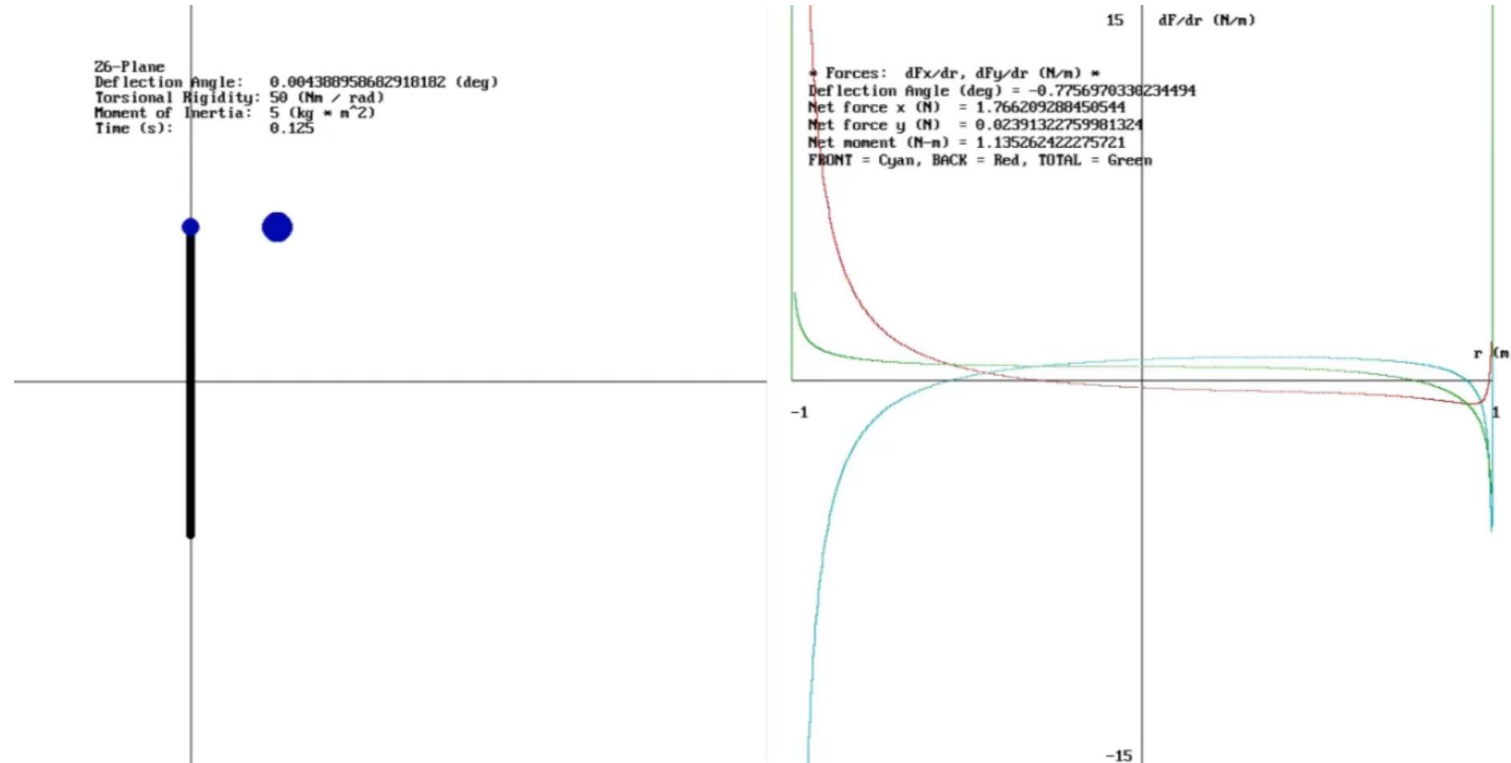 Z6-Plane
Deflection Angle: 0.004388958682918182 (deg)
Torsional Rigidity: 50 (Nm / rad)
Moment of Inertia: 5 (kg * m^2)
Time (s): 0.125
15 dF/dr (N/m)
* Forces: dFx/dr, dFy/dr (N/m) *
Deflection Angle (deg) = -0.7756970330234494
Net force x (N) = 1.766209288450544
Net force y (N) = 0.02391322759981324
Net moment (N-m) = 1.135262422275721
FRONT = Cyan, BACK = Red, TOTAL = Green
r (m
-1
1
-15